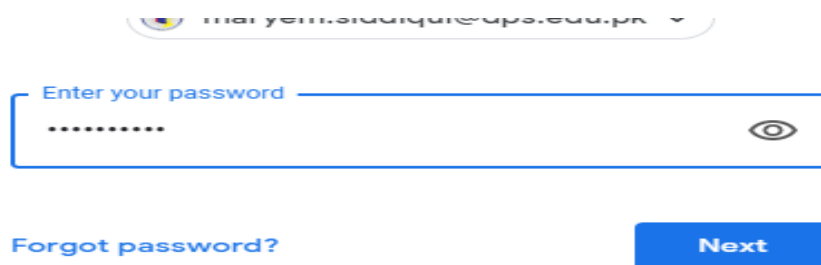 maryem.siddiqui@dps.edu.pk
Enter your password
••••••••••
Forgot password?
Next